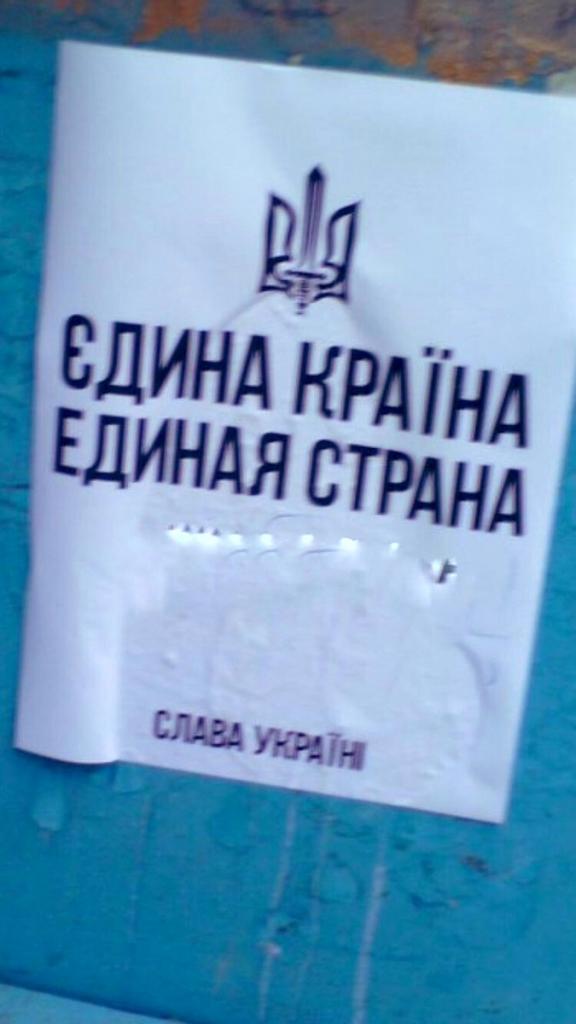 ЄДИНА КРАЇНА
ЕДИНАЯ СТРАНА
СЛАВА УКРАЇНІ